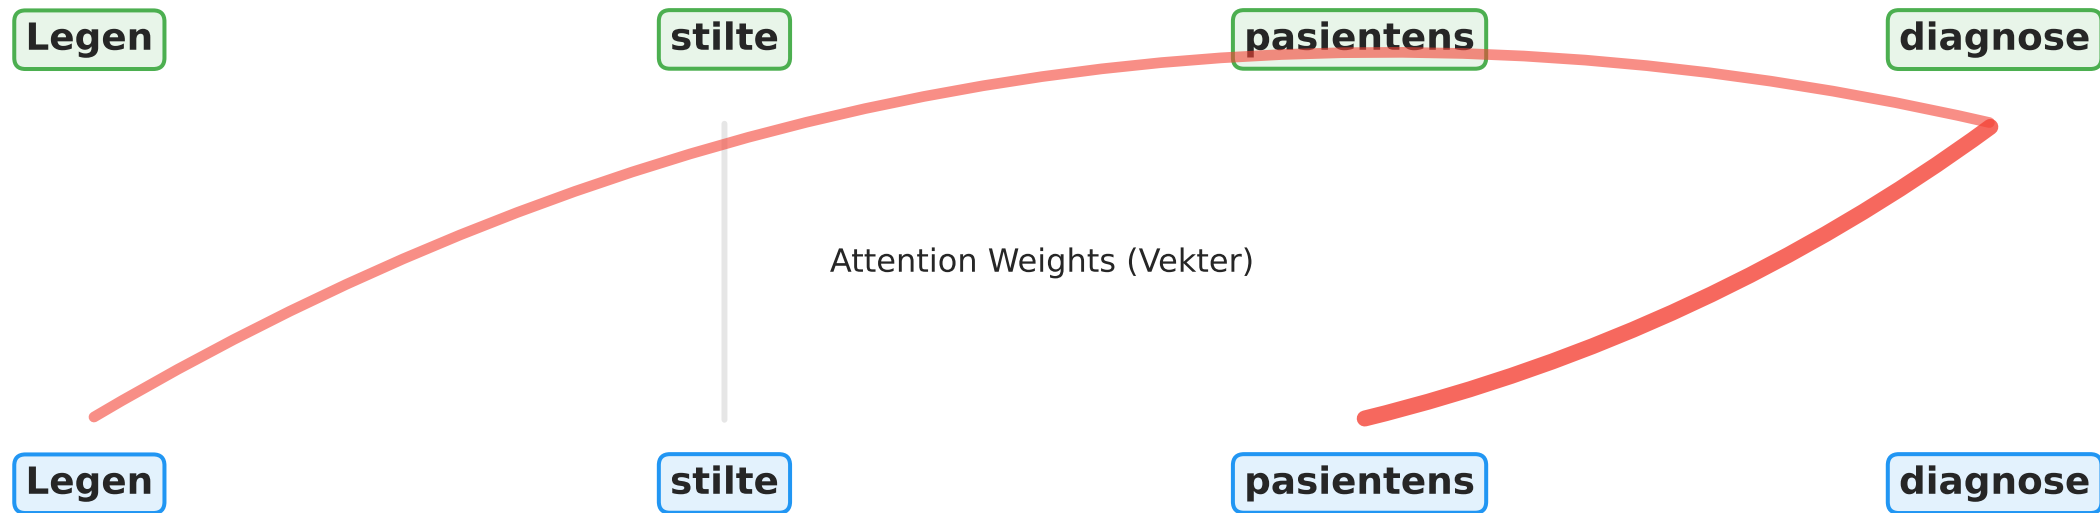 Legen stilte pasientens diagnose
Attention Weights (Vekter)
Legen stilte pasientens diagnose